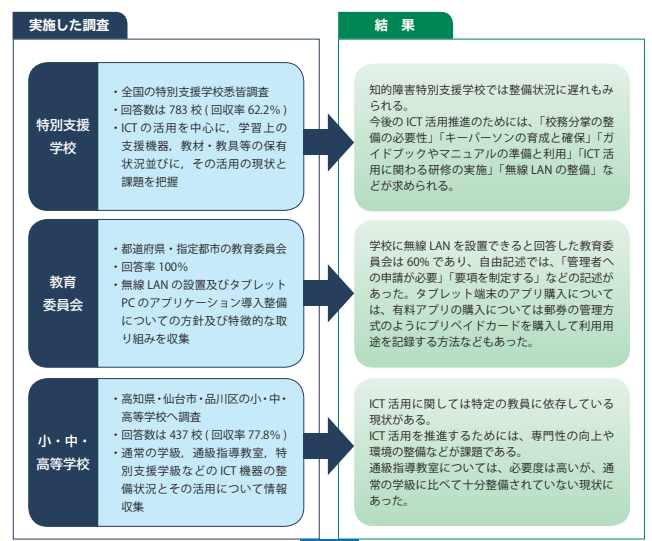 実施した調査
結 果
特別支援
学校
・全国の特別支援学校悉皆調査
・回答数は 783 校 ( 回収率 62.2% )
・ICT の活用を中心に，学習上の
支援機器，教材・教具等の保有
状況並びに，その活用の現状と
課題を把握
知的障害特別支援学校では整備状況に遅れもみ
られる。
今後の ICT 活用推進のためには、「校務分掌の整
備の必要性」「キーパーソンの育成と確保」「ガ
イドブックやマニュアルの準備と利用」「ICT 活
用に関わる研修の実施」「無線 LAN の整備」な
どが求められる。
教育
委員会
・都道府県・指定都市の教育委員会
・回答率 100%
・無線 LAN の設置及びタブレット
PC のアプリケーション導入整備
についての方針及び特徴的な取
り組みを収集
学校に無線 LAN を設置できると回答した教育委
員会は 60% であり、自由記述では、「管理者へ
の申請が必要」「要項を制定する」などの記述が
あった。タブレット端末のアプリ購入について
は、有料アプリの購入については郵券の管理方
式のようにプリペイドカードを購入して利用用
途を記録する方法などもあった。
小・中・
高等学校
・高知県・仙台市・品川区の小・中・
高等学校へ調査
・回答数は 437 校 ( 回収率 77.8% )
・通常の学級，通級指導教室，特
別支援学級などの ICT 機器の整
備状況とその活用について情報
収集
ICT 活用に関しては特定の教員に依存している
現状がある。
ICT 活用を推進するためには、専門性の向上や
環境の整備などが課題である。
通級指導教室については、必要度は高いが、通
常の学級に比べて十分整備されていない現状に
あった。